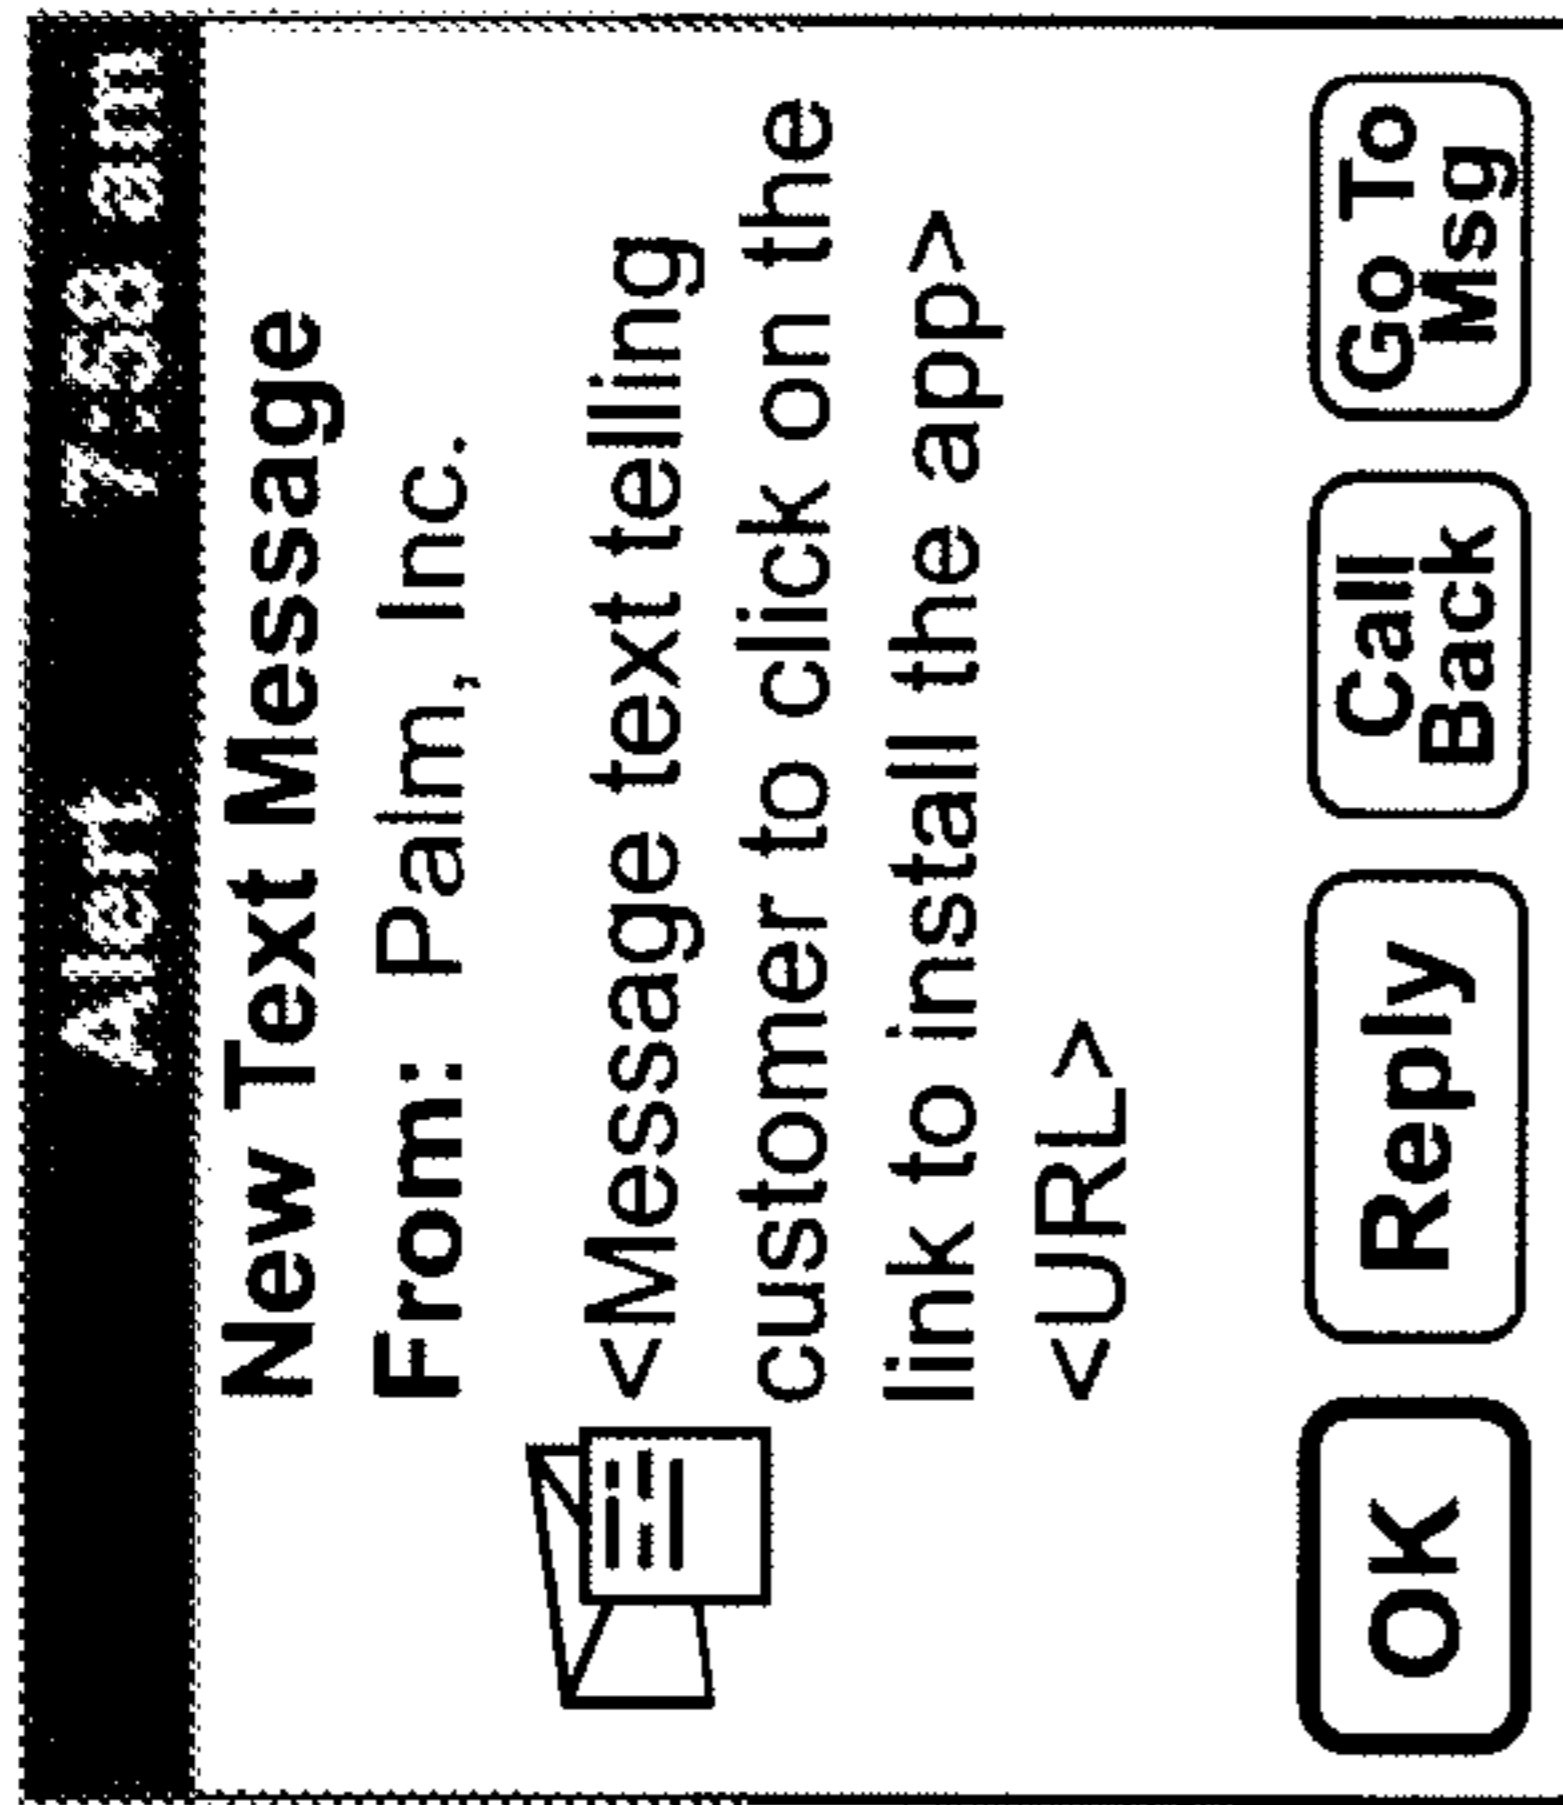 Alert 7:58 am
New Text Message
From: Palm, Inc.
<Message text telling
customer to click on the
link to install the app>
<URL>
OK
Reply
Call
Back
Go To
Msg